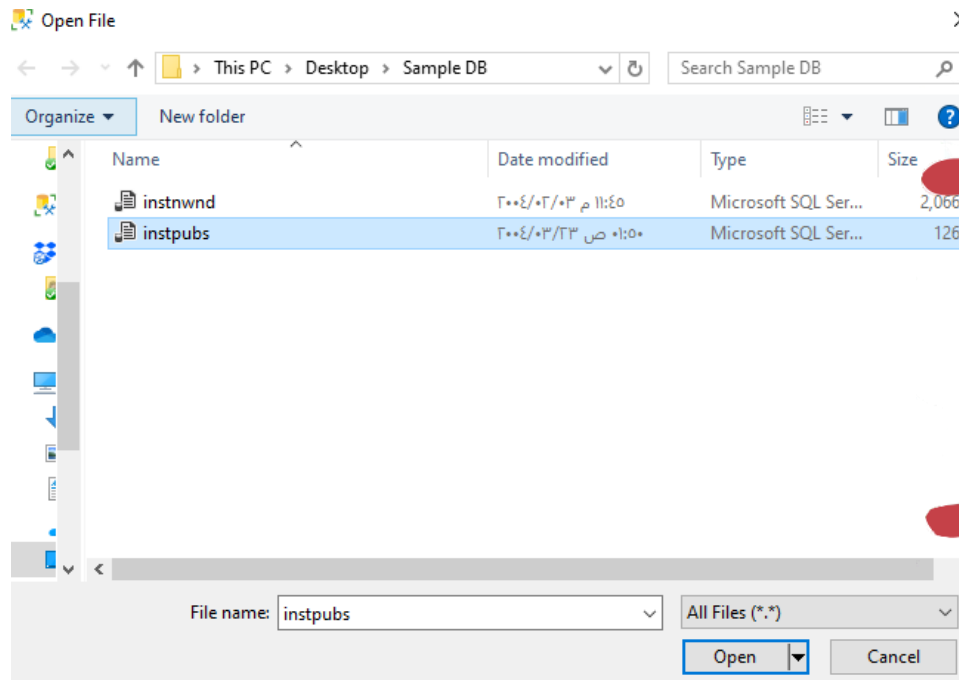 Open File
This PC > Desktop > Sample DB
Search Sample DB
Organize
New folder
?
Name
Date modified
Type
Size
instnwnd
٢٠٠٤/٠٢/٠٣ م ١١:٤٥
Microsoft SQL Ser...
2,066
instpubs
٢٠٠٤/٠٣/٢٣ ص ٠١:٥٠
Microsoft SQL Ser...
126
File name:
instpubs
All Files (*.*)
Open
Cancel